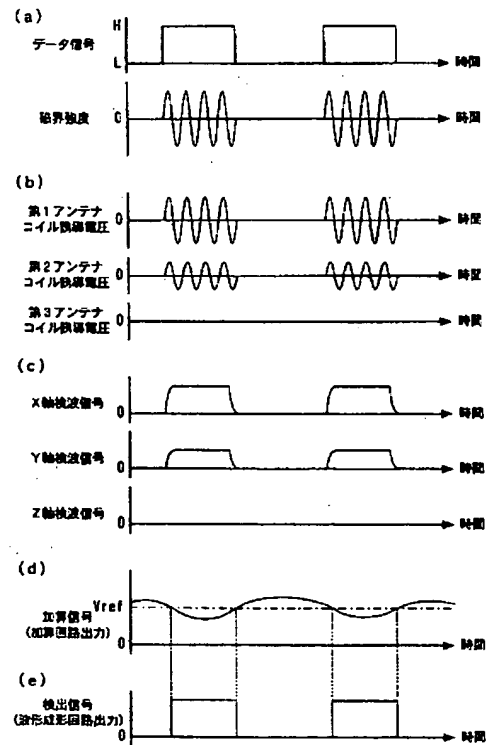 (a)
H
データ信号
L
時間
磁界強度
0
時間
(b)
第1アンテナ
コイル誘導電圧
0
時間
第2アンテナ
コイル誘導電圧
0
時間
第3アンテナ
コイル誘導電圧
0
時間
(c)
X軸検波信号
0
時間
Y軸検波信号
0
時間
Z軸検波信号
0
時間
(d)
Vref
加算信号
(加算回路出力)
0
時間
(e)
検出信号
(波形成形回路出力)
0
時間